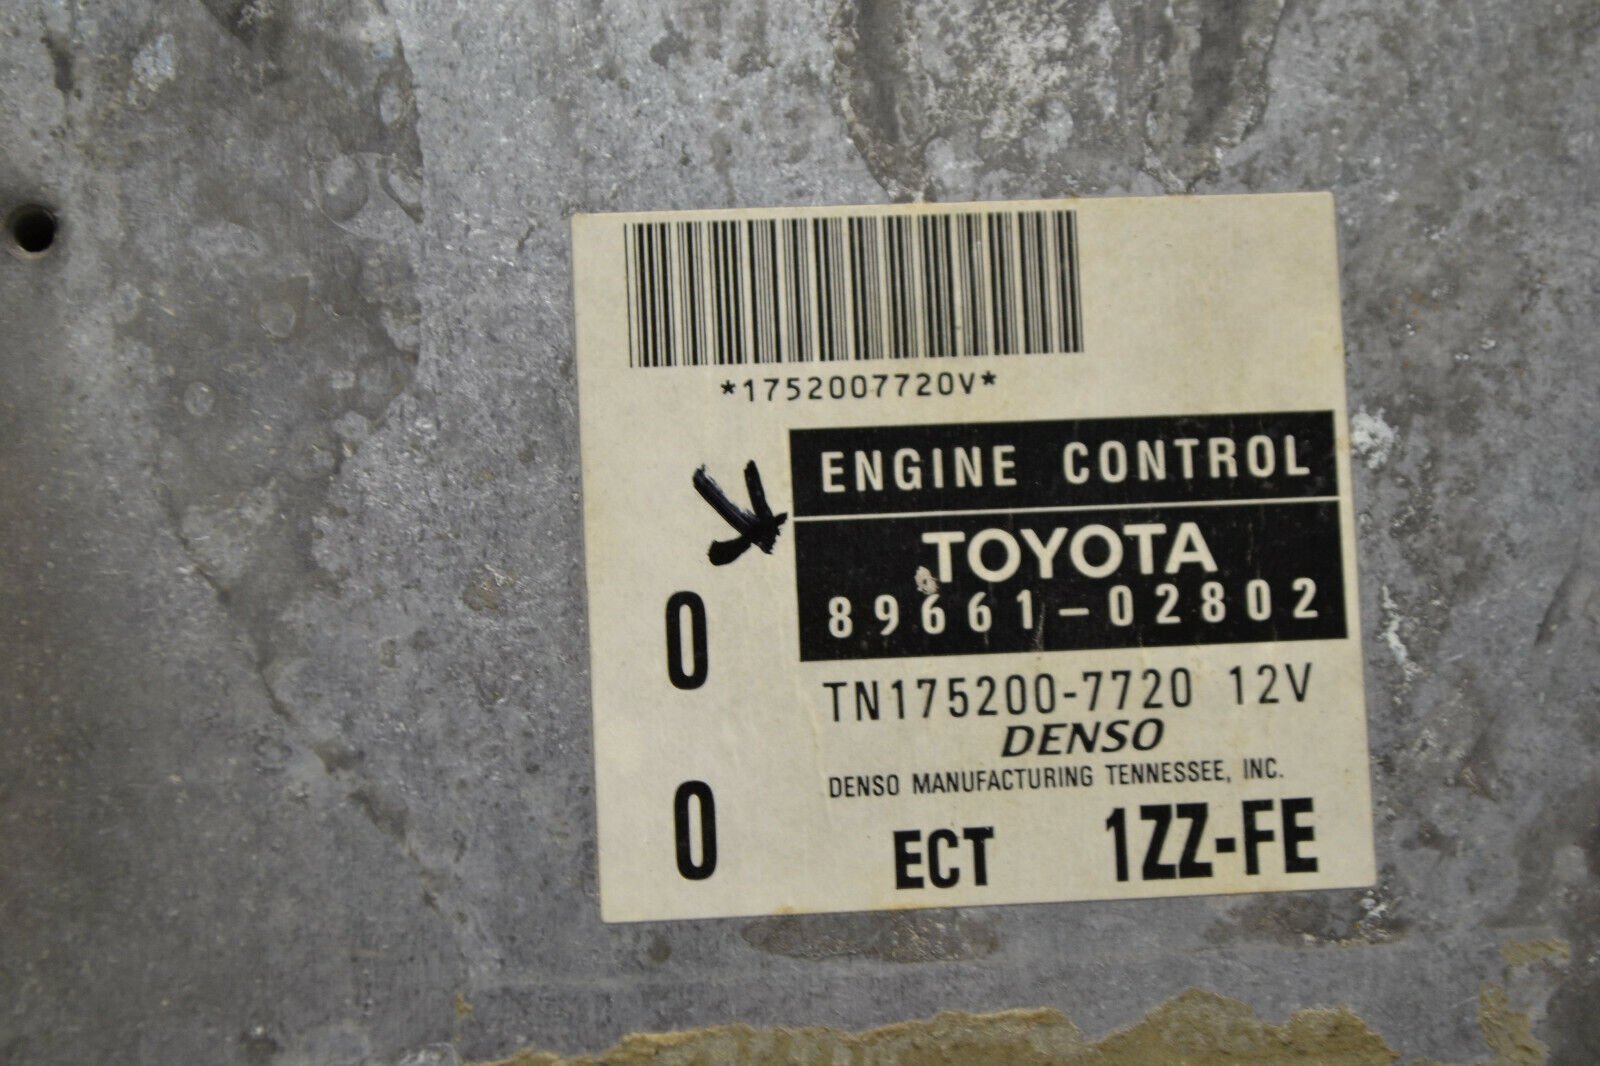 *1752007720V*
ENGINE CONTROL
TOYOTA
89661-02802
0
TN175200-7720 12V
DENSO
DENSO MANUFACTURING TENNESSEE, INC.
0
ECT 1ZZ-FE